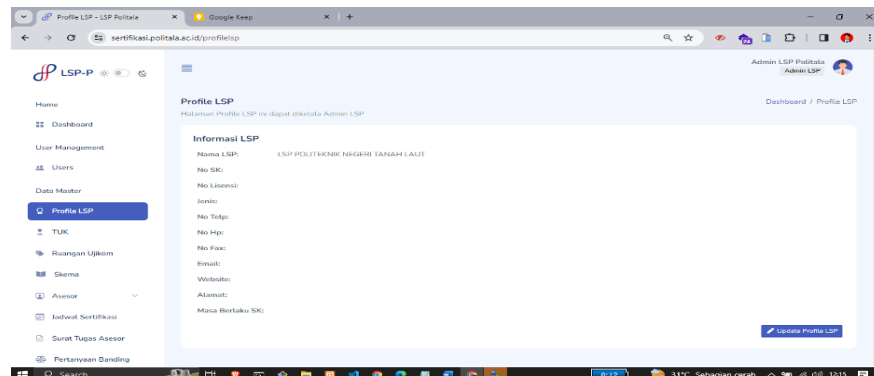 Profile LSP - LSP Politala
Google Keep
sertifikasi.politala.ac.id/profilelsp
LSP-P
Admin LSP Politala
Admin LSP
Home
Dashboard
User Management
Users
Data Master
Profile LSP
TUK
Ruangan Ujikom
Skema
Asesor
Jadwal Sertifikasi
Surat Tugas Asesor
Pertanyaan Banding
Profile LSP
Dashboard / Profile LSP
Halaman Profile LSP ini dapat dikelola Admin LSP
Informasi LSP
Nama LSP: LSP POLITEKNIK NEGERI TANAH LAUT
No SK:
No Lisensi:
Jenis:
No Telp:
No Hp:
No Fax:
Email:
Website:
Alamat:
Masa Berlaku SK:
Update Profile LSP
Search
0:12
31°C Sebagian cerah
12:15